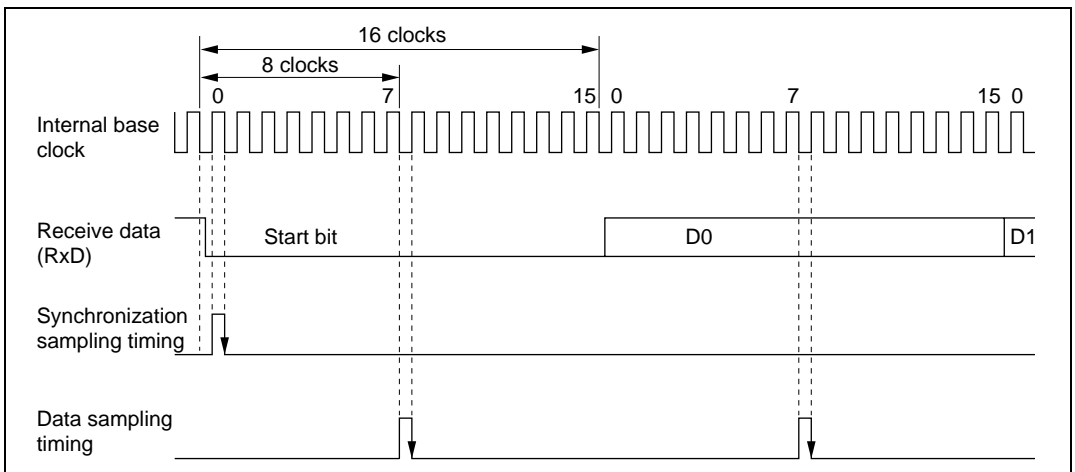 16 clocks
8 clocks
0 7 15 0 7 15 0
Internal base
clock
Receive data
(RxD)
Start bit D0 D1
Synchronization
sampling timing
Data sampling
timing